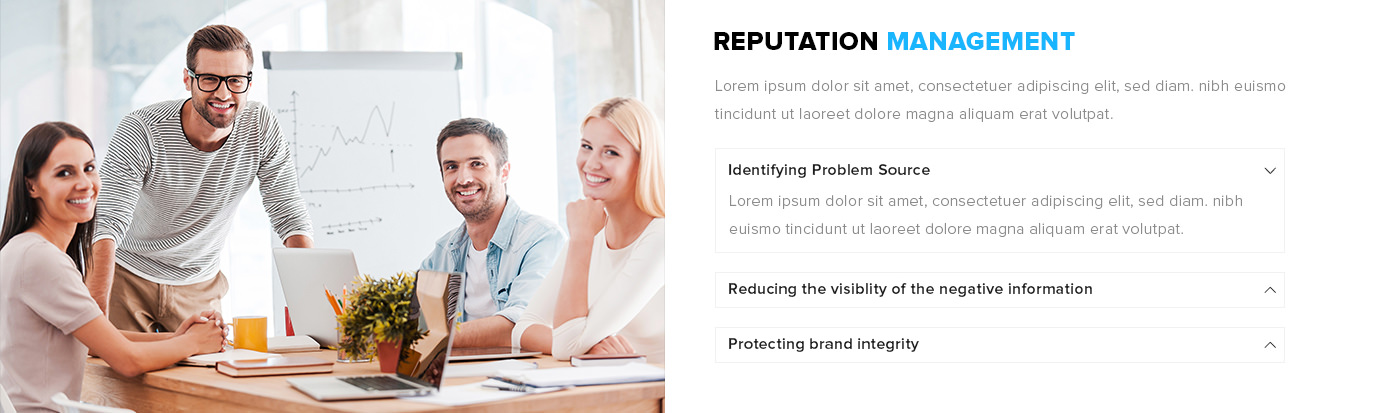 REPUTATION MANAGEMENT
Lorem ipsum dolor sit amet, consectetuer adipiscing elit, sed diam. nibh euismo
tincidunt ut laoreet dolore magna aliquam erat volutpat.
Identifying Problem Source
Lorem ipsum dolor sit amet, consectetuer adipiscing elit, sed diam. nibh
euismo tincidunt ut laoreet dolore magna aliquam erat volutpat.
Reducing the visiblity of the negative information
Protecting brand integrity